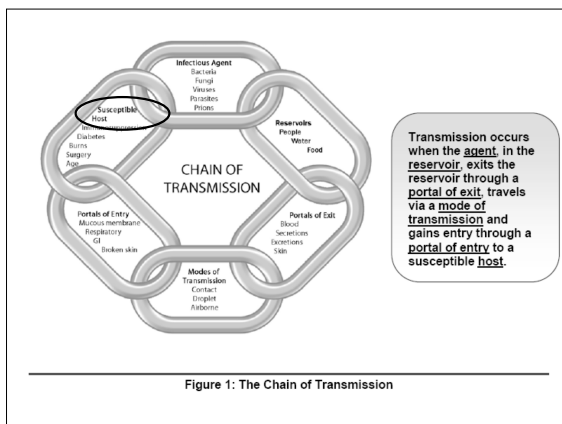 Infectious Agent
Bacteria
Fungi
Viruses
Parasites
Prions
Susceptible
Host
Immunosuppression
Diabetes
Burns
Surgery
Age
Reservoirs
People
Water
Food
CHAIN OF
TRANSMISSION
Portals of Entry
Mucous membrane
Respiratory
GI
Broken skin
Portals of Exit
Blood
Secretions
Excretions
Skin
Modes of
Transmission
Contact
Droplet
Airborne
Transmission occurs
when the agent, in the
reservoir, exits the
reservoir through a
portal of exit, travels
via a mode of
transmission and
gains entry through a
portal of entry to a
susceptible host.
Figure 1: The Chain of Transmission